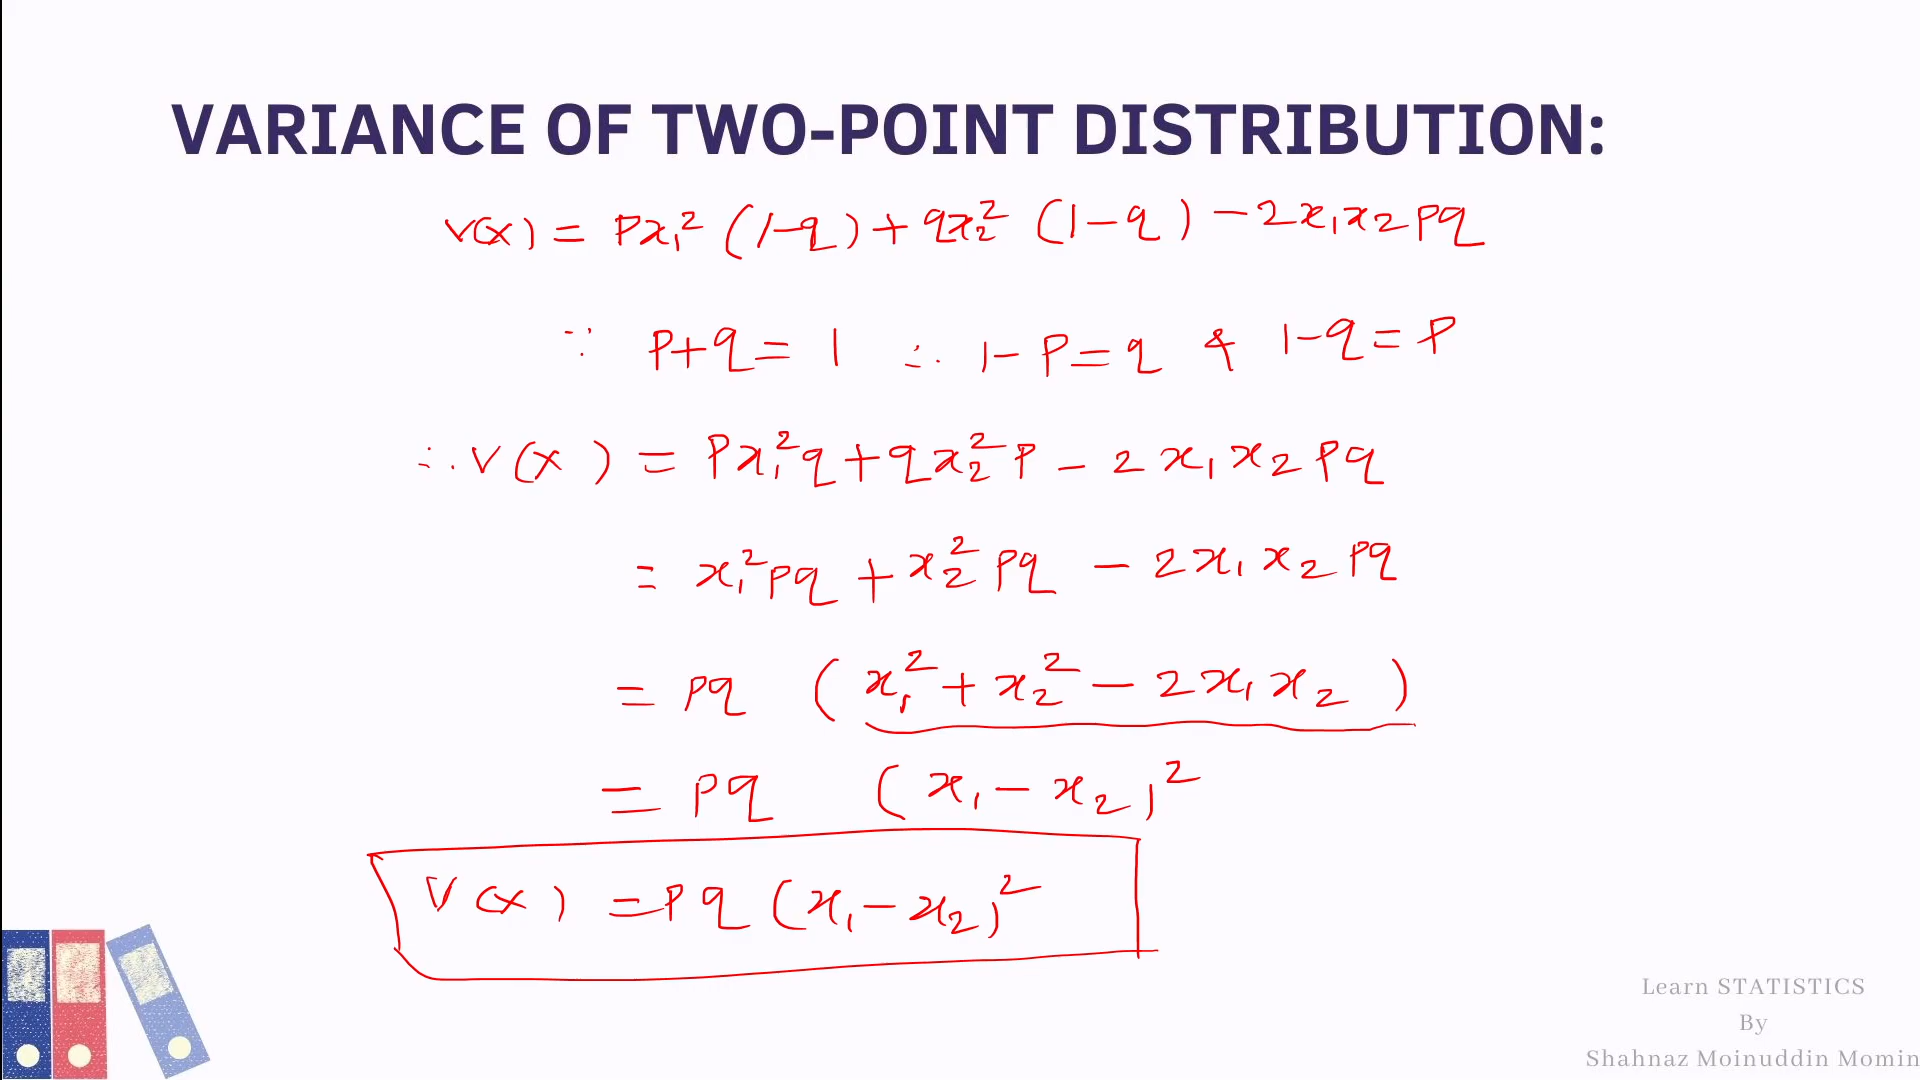 VARIANCE OF TWO-POINT DISTRIBUTION:
V(x) = Px₁² (1-q) + qx₂² (1-q) - 2x₁x₂pq
∵ P+q = 1 ∴ 1-P = q & 1-q = P
∴ V(x) = Px₁²q + qx₂²P - 2x₁x₂Pq
= x₁²pq + x₂²pq - 2x₁x₂pq
= pq (x₁² + x₂² - 2x₁x₂)
= pq (x₁ - x₂)²
V(x) = Pq (x₁ - x₂)²
Learn STATISTICS
By
Shahnaz Moinuddin Momin